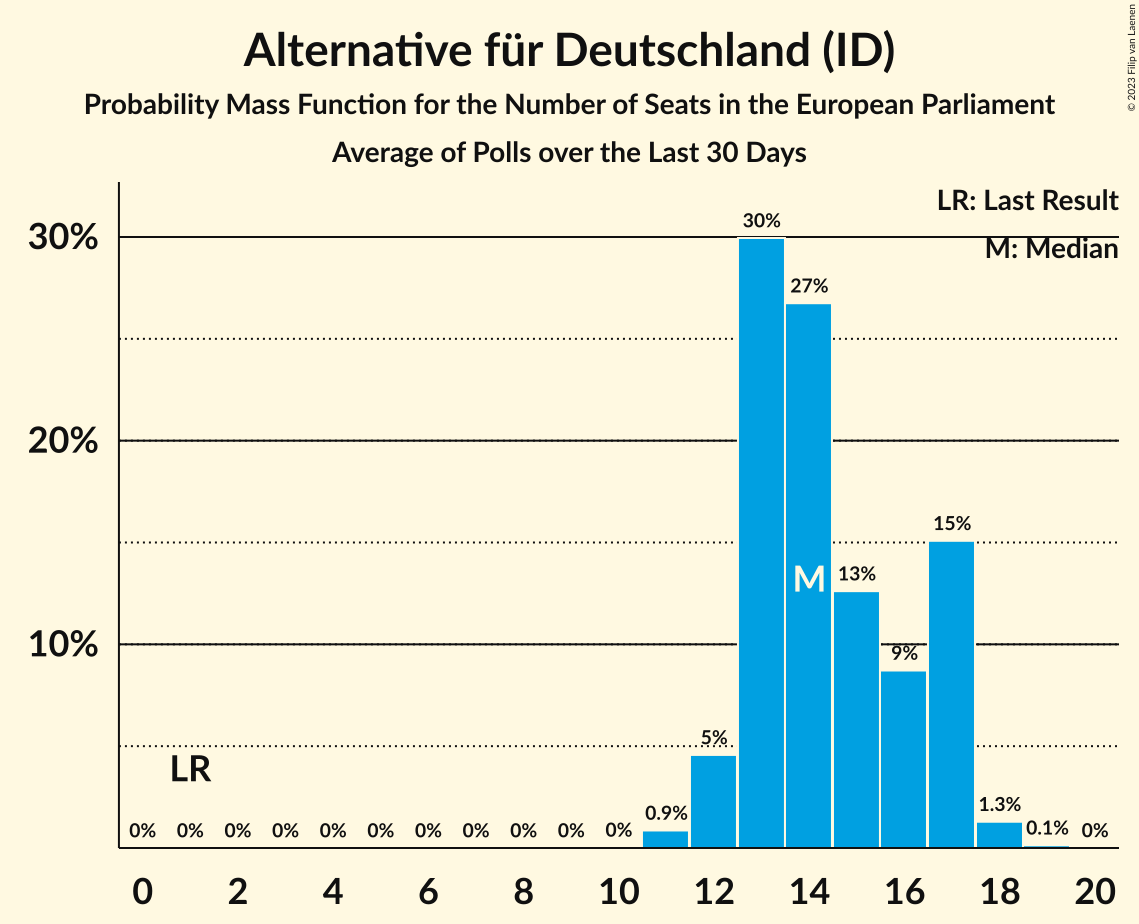 Alternative für Deutschland (ID)
Probability Mass Function for the Number of Seats in the European Parliament
Average of Polls over the Last 30 Days
© 2023 Filip van Laenen
LR: Last Result
M: Median
30%
20%
10%
30%
27%
15%
M
13%
9%
5%
LR
0% 0% 0% 0% 0% 0% 0% 0% 0% 0% 0% 0.9% 1.3% 0.1% 0%
0 2 4 6 8 10 12 14 16 18 20